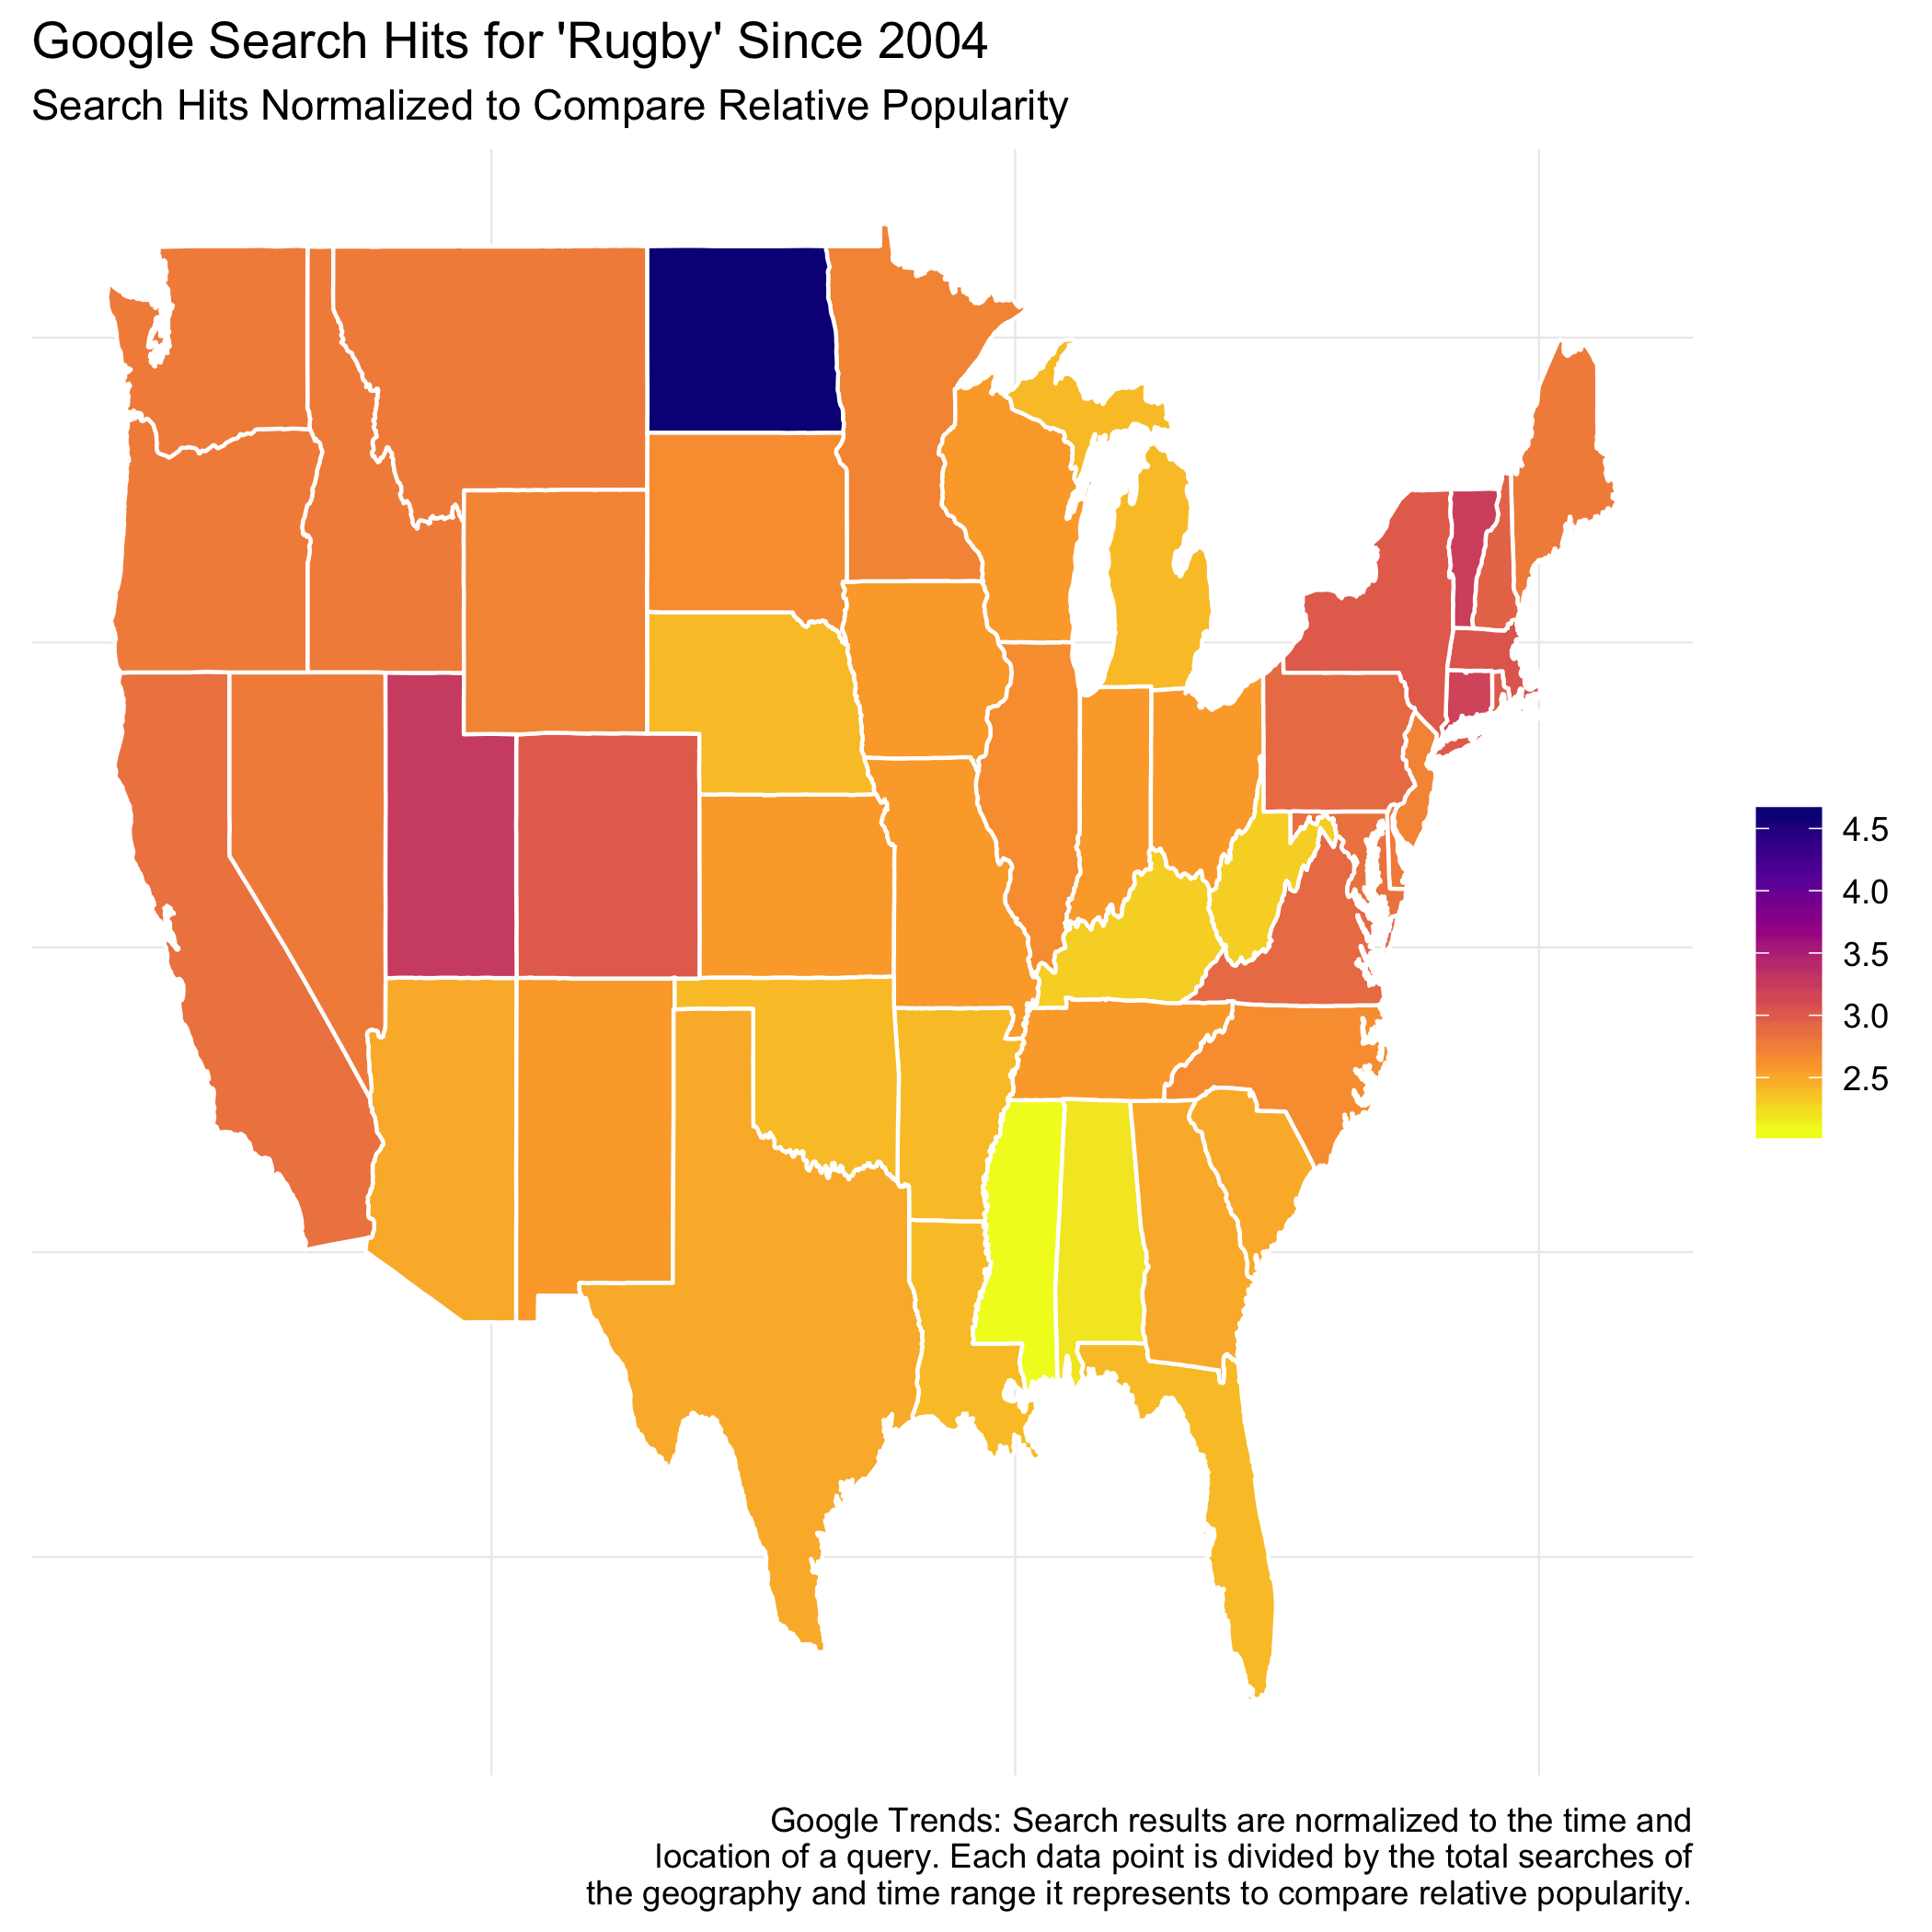 Google Search Hits for 'Rugby' Since 2004
Search Hits Normalized to Compare Relative Popularity
4.5
4.0
3.5
3.0
2.5
Google Trends: Search results are normalized to the time and
location of a query. Each data point is divided by the total searches of
the geography and time range it represents to compare relative popularity.